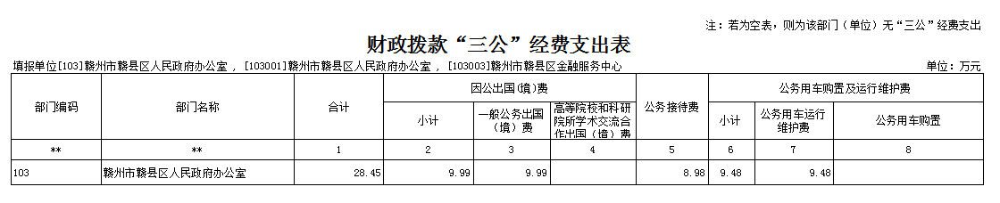 注：若为空表，则为该部门（单位）无“三公”经费支出
财政拨款“三公”经费支出表
填报单位[103]赣州市赣县区人民政府办公室 , [103001]赣州市赣县区人民政府办公室 , [103003]赣州市赣县区金融服务中心 单位：万元
部门编码 部门名称 合计 因公出国(境)费 公务接待费 公务用车购置及运行维护费
小计 一般公务出国（境）费 高等院校和科研院所学术交流合作出国（境）费 小计 公务用车运行维护费 公务用车购置
** ** 1 2 3 4 5 6 7 8
103 赣州市赣县区人民政府办公室 28.45 9.99 9.99 8.98 9.48 9.48